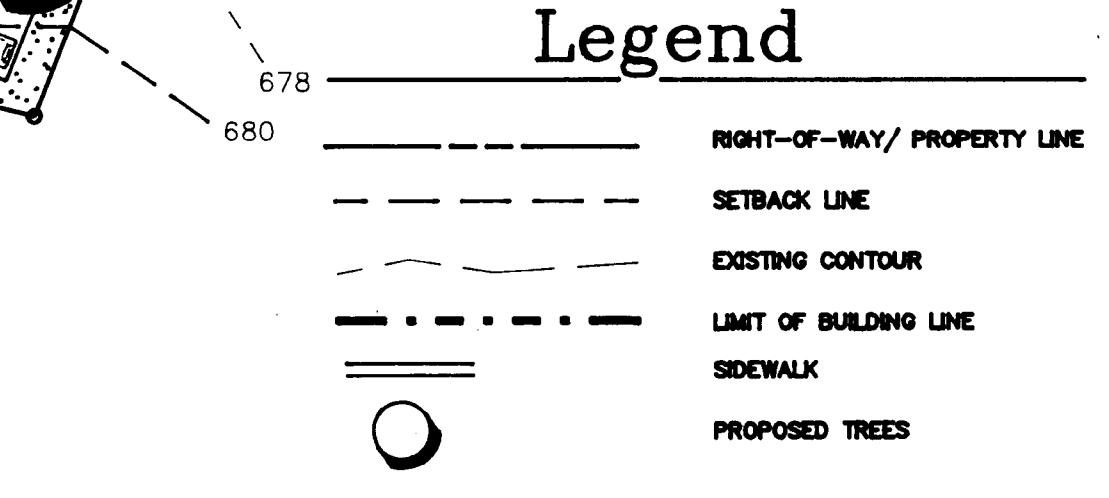 Legend
678
680
RIGHT-OF-WAY/ PROPERTY LINE
SETBACK LINE
EXISTING CONTOUR
LIMIT OF BUILDING LINE
SIDEWALK
PROPOSED TREES